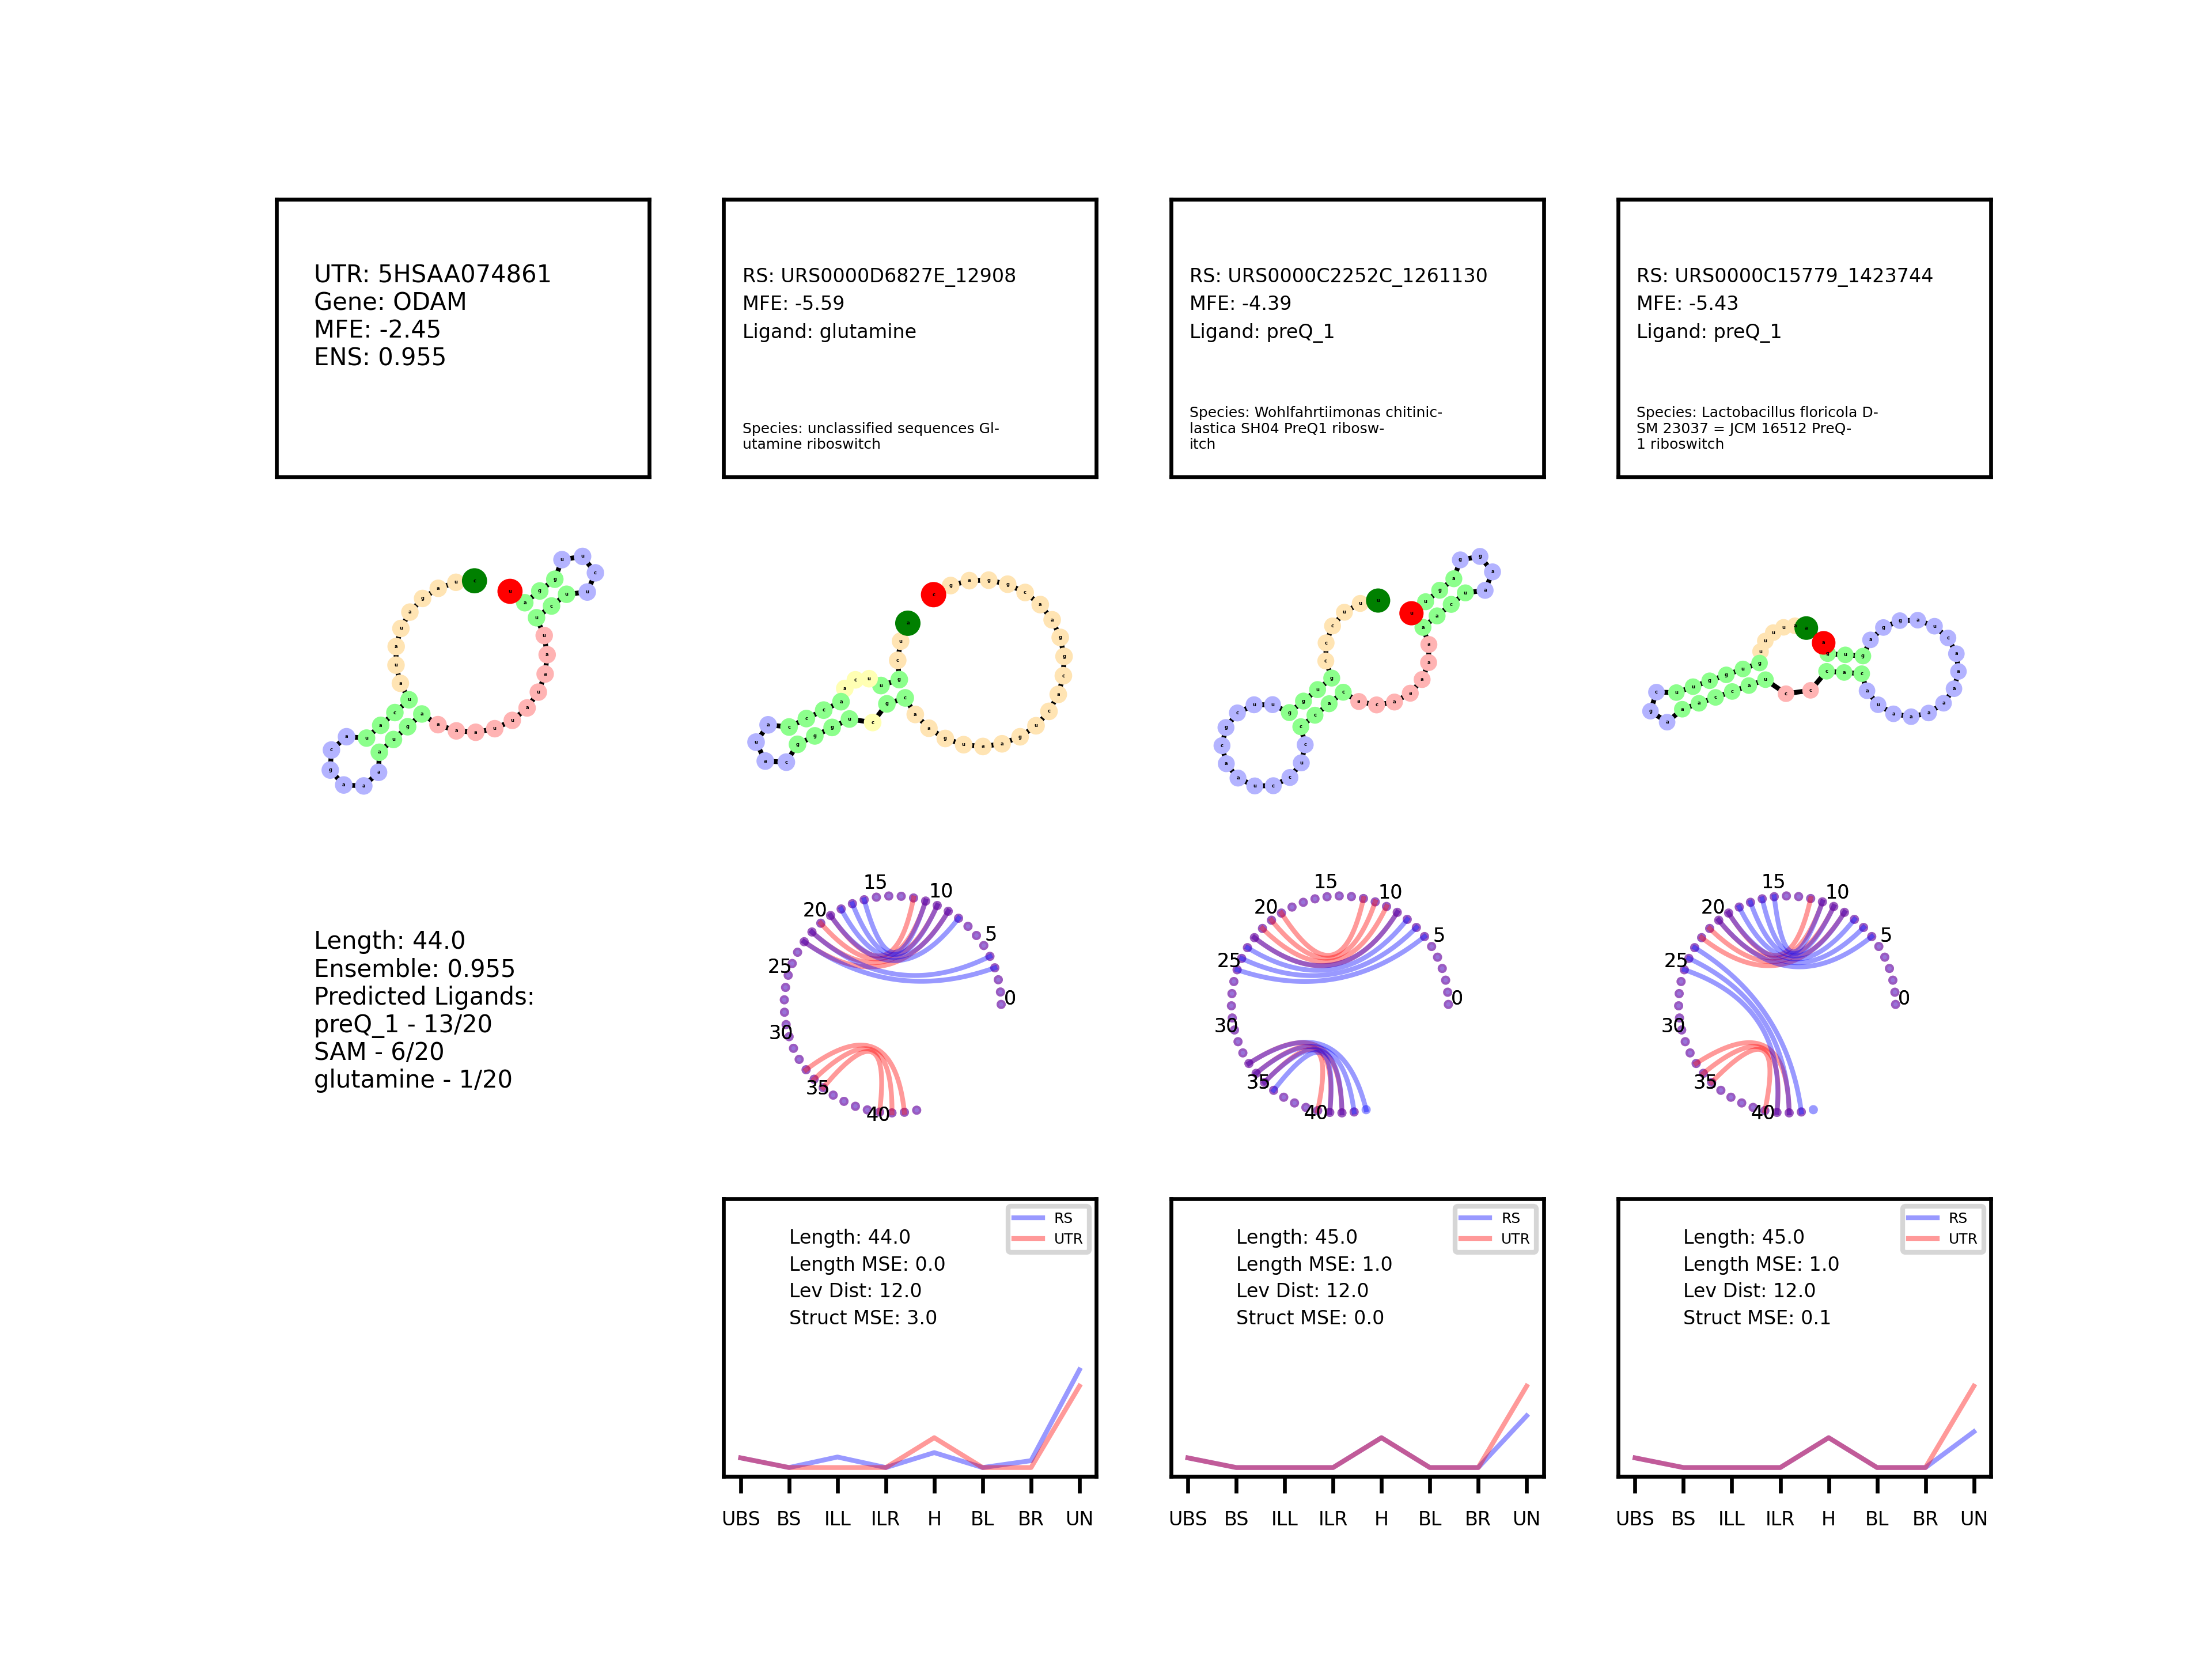 UTR: 5HSAA074861
Gene: ODAM
MFE: -2.45
ENS: 0.955
RS: URS0000D6827E_12908
MFE: -5.59
Ligand: glutamine
Species: unclassified sequences Gl-
utamine riboswitch
RS: URS0000C2252C_1261130
MFE: -4.39
Ligand: preQ_1
Species: Wohlfahrtiimonas chitinic-
lastica SH04 PreQ1 ribosw-
itch
RS: URS0000C15779_1423744
MFE: -5.43
Ligand: preQ_1
Species: Lactobacillus floricola D-
SM 23037 = JCM 16512 PreQ-
1 riboswitch
Length: 44.0
Ensemble: 0.955
Predicted Ligands:
preQ_1 - 13/20
SAM - 6/20
glutamine - 1/20
0
5
10
15
20
25
30
35
40
0
5
10
15
20
25
30
35
40
0
5
10
15
20
25
30
35
40
RS
UTR
Length: 44.0
Length MSE: 0.0
Lev Dist: 12.0
Struct MSE: 3.0
UBS BS ILL ILR H BL BR UN
RS
UTR
Length: 45.0
Length MSE: 1.0
Lev Dist: 12.0
Struct MSE: 0.0
UBS BS ILL ILR H BL BR UN
RS
UTR
Length: 45.0
Length MSE: 1.0
Lev Dist: 12.0
Struct MSE: 0.1
UBS BS ILL ILR H BL BR UN